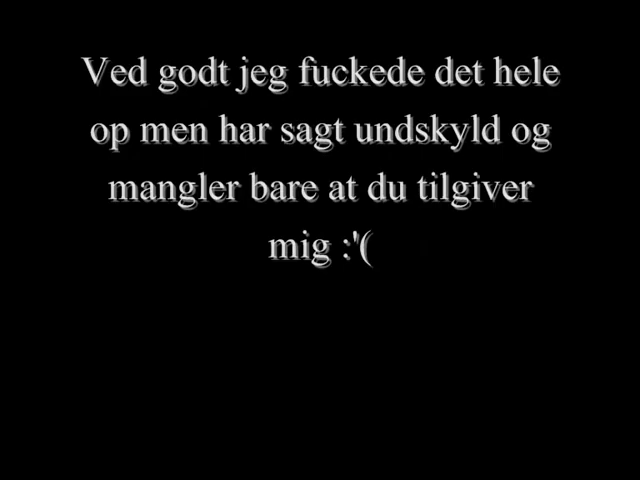 Ved godt jeg fuckede det hele
op men har sagt undskyld og
mangler bare at du tilgiver
mig :'(